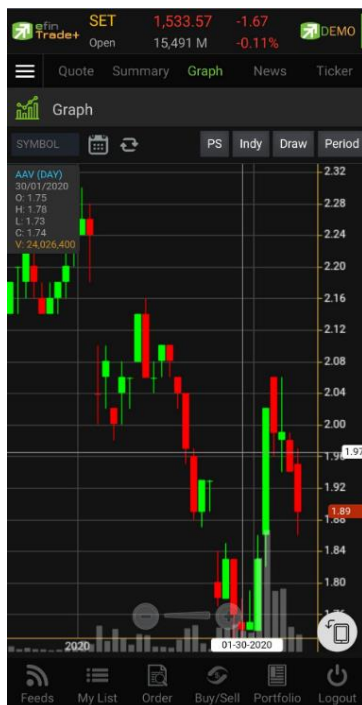 efin Trade+ SET 1,533.57 -1.67 DEMO
Open 15,491 M -0.11%
Quote Summary Graph News Ticker
Graph
SYMBOL PS Indy Draw Period
AAV (DAY)
30/01/2020
O: 1.75
H: 1.78
L: 1.73
C: 1.74
V: 24,026,400
2.32
2.28
2.24
2.20
2.16
2.12
2.08
2.04
2.00
1.97
1.96
1.92
1.89
1.88
1.84
1.80
2020 01-30-2020
Feeds My List Order Buy/Sell Portfolio Logout